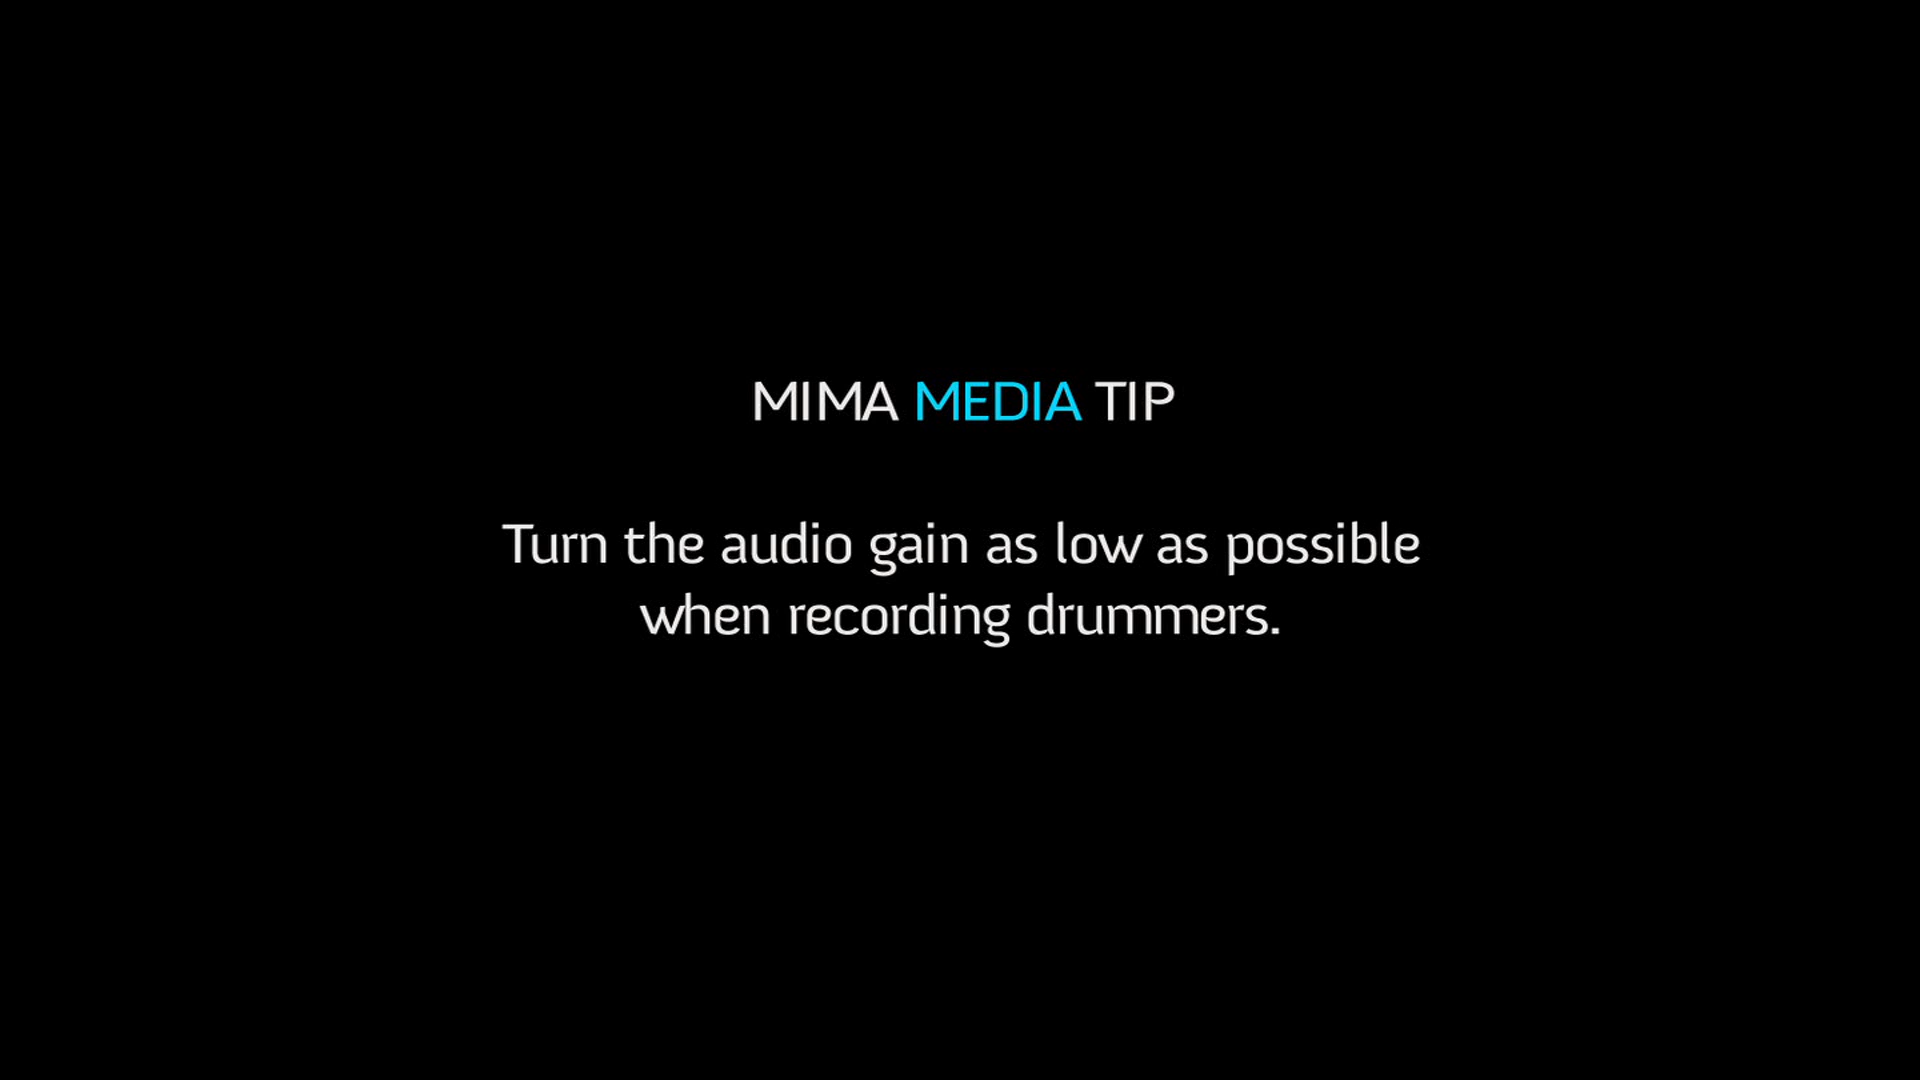 MIMA MEDIA TIP
Turn the audio gain as low as possible
when recording drummers.